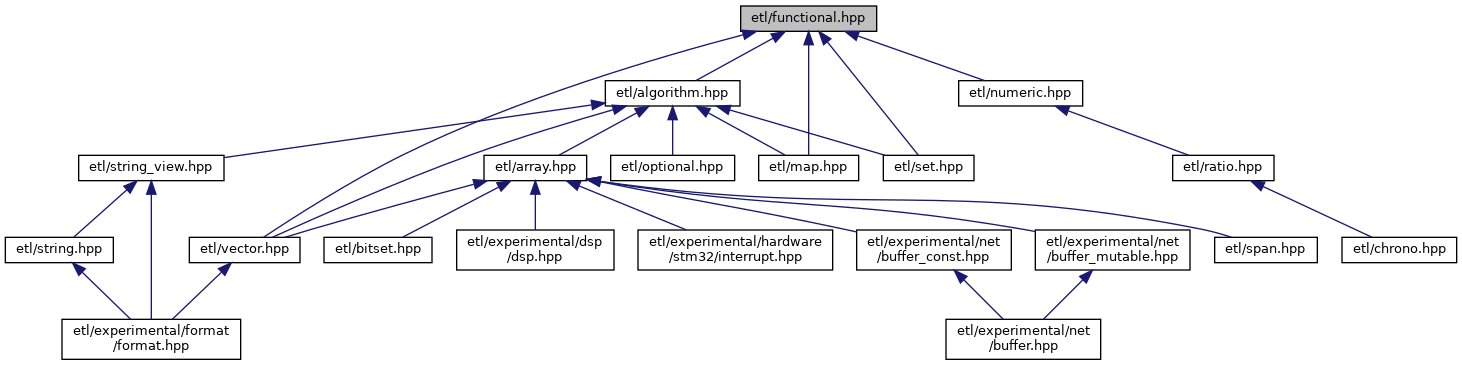 etl/functional.hpp
etl/algorithm.hpp
etl/numeric.hpp
etl/string_view.hpp
etl/array.hpp
etl/optional.hpp
etl/map.hpp
etl/set.hpp
etl/ratio.hpp
etl/string.hpp
etl/vector.hpp
etl/bitset.hpp
etl/experimental/dsp
/dsp.hpp
etl/experimental/hardware
/stm32/interrupt.hpp
etl/experimental/net
/buffer_const.hpp
etl/experimental/net
/buffer_mutable.hpp
etl/span.hpp
etl/chrono.hpp
etl/experimental/format
/format.hpp
etl/experimental/net
/buffer.hpp